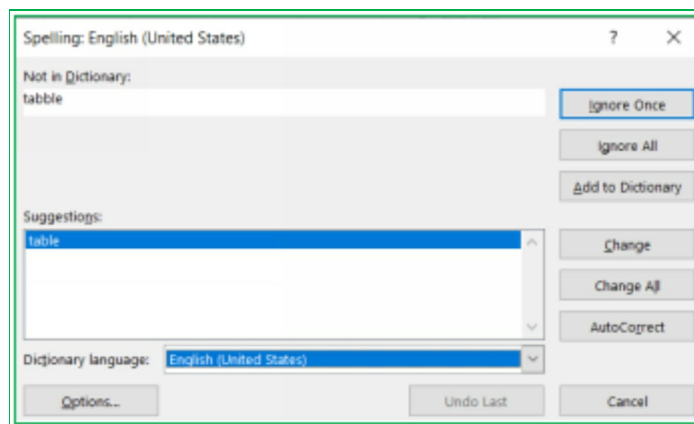 Spelling: English (United States) ? ×
Not in Dictionary:
tabble
Ignore Once
Ignore All
Add to Dictionary
Suggestions:
table
Change
Change All
AutoCorrect
Dictionary language: English (United States)
Options... Undo Last Cancel